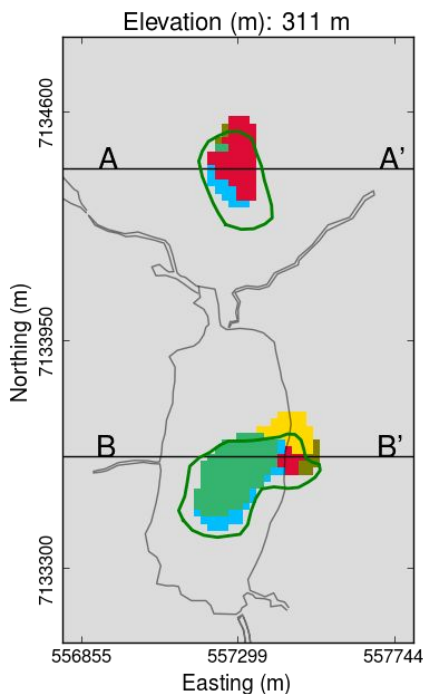 Elevation (m): 311 m
7134600
A A'
Northing (m)
7133950
B B'
7133300
556855 557299 557744
Easting (m)